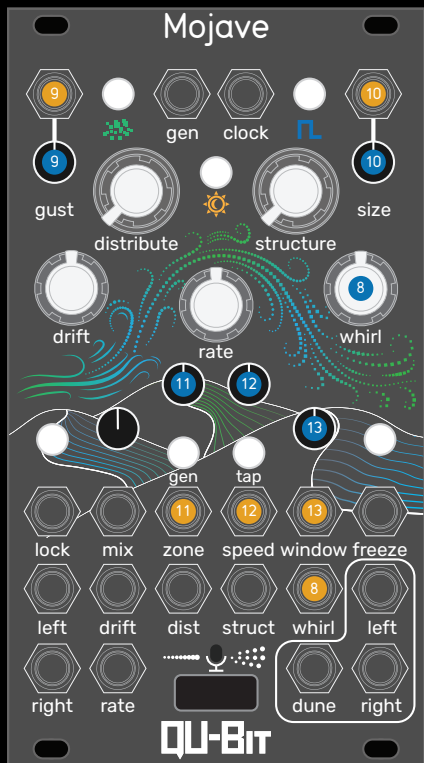 Mojave
9
10
gen clock
9
10
gust
size
distribute structure
8
drift
rate
whirl
11 12
13
gen tap
11 12 13
lock mix zone speed window freeze
8
left drift dist struct whirl left
right rate dune right
QU-BIT